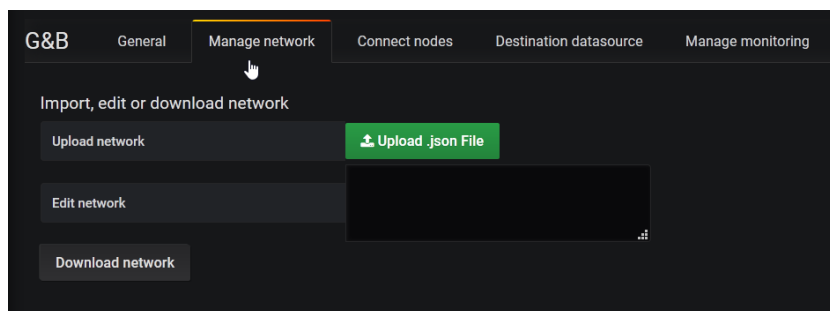 G&B General Manage network Connect nodes Destination datasource Manage monitoring
Import, edit or download network
Upload network Upload .json File
Edit network
Download network